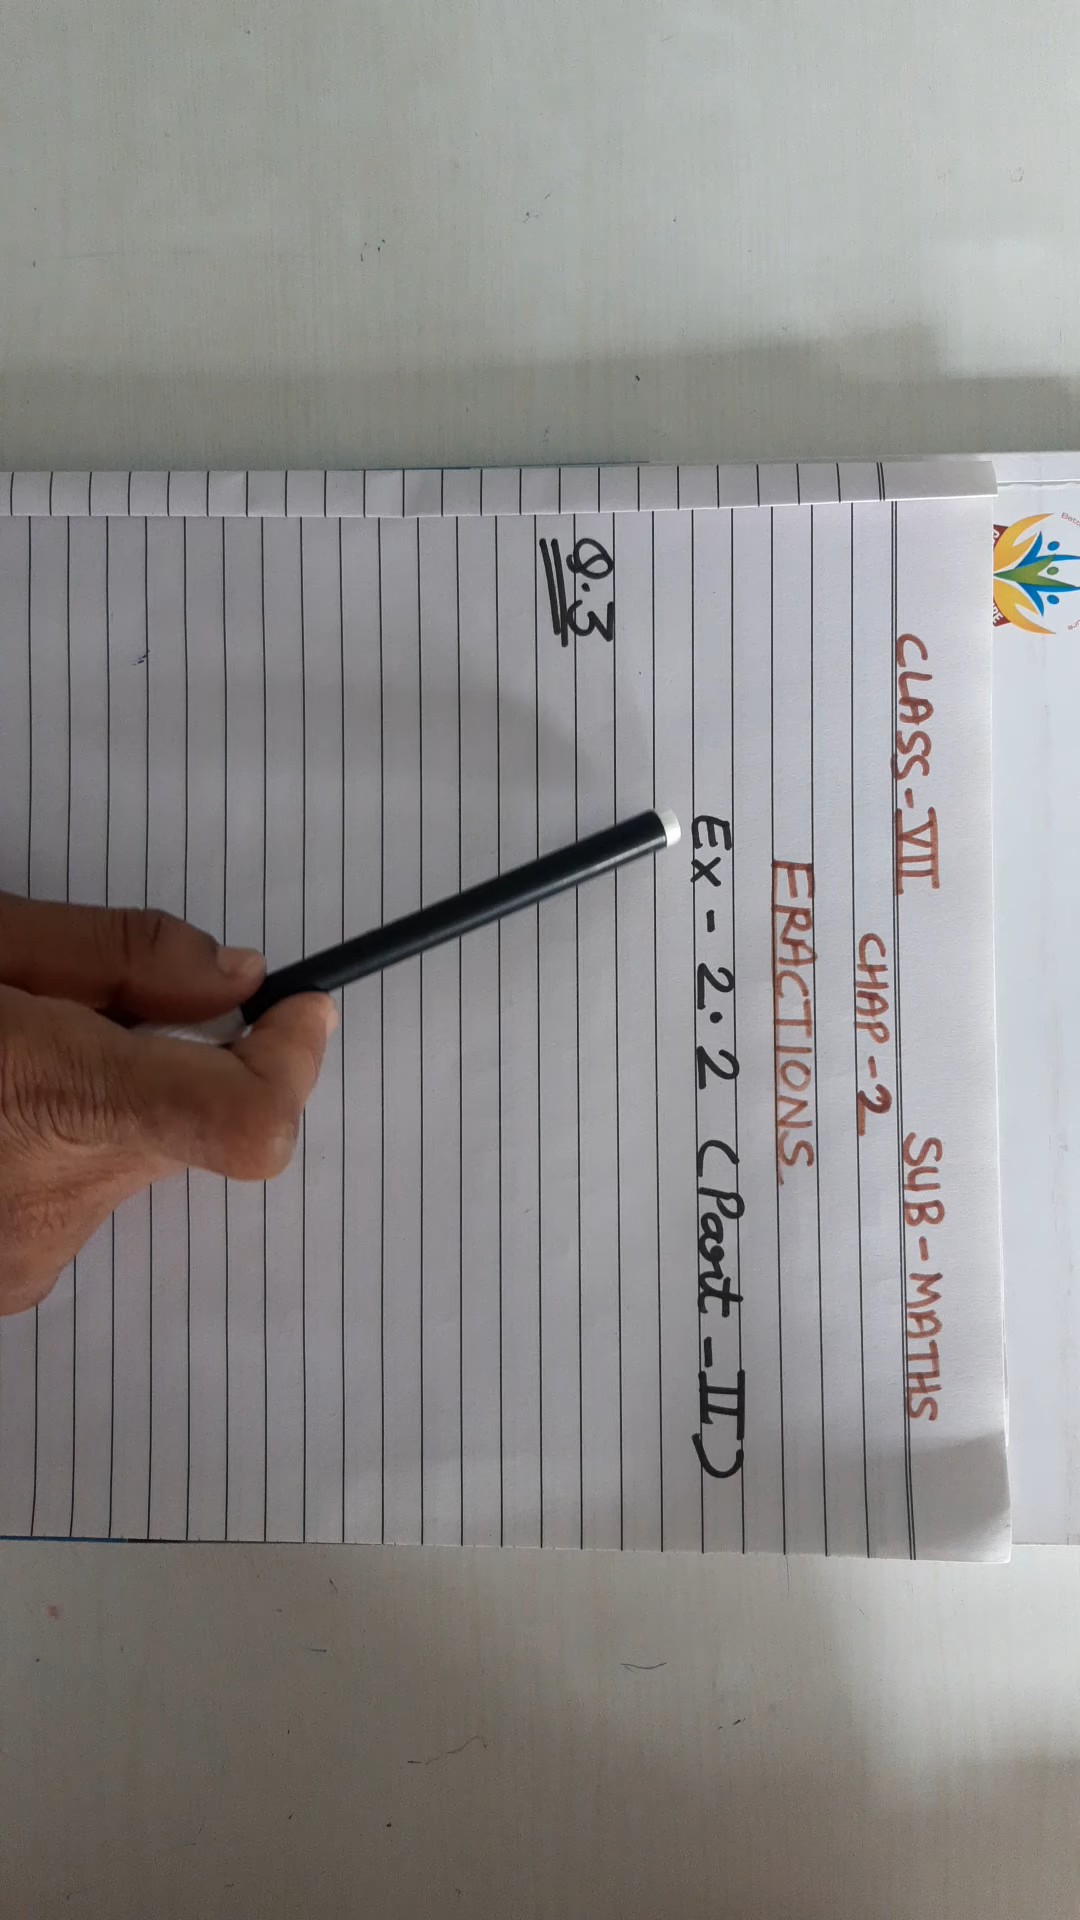 CLASS-VII SUB-MATHS
CHAP-2
FRACTIONS
Ex-2.2 (Part-II)
Q.3